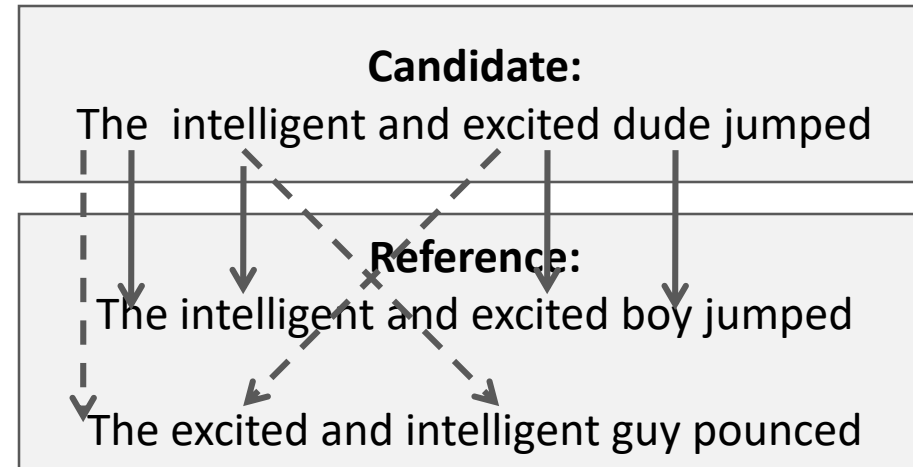 Candidate:
The intelligent and excited dude jumped
Reference:
The intelligent and excited boy jumped
The excited and intelligent guy pounced